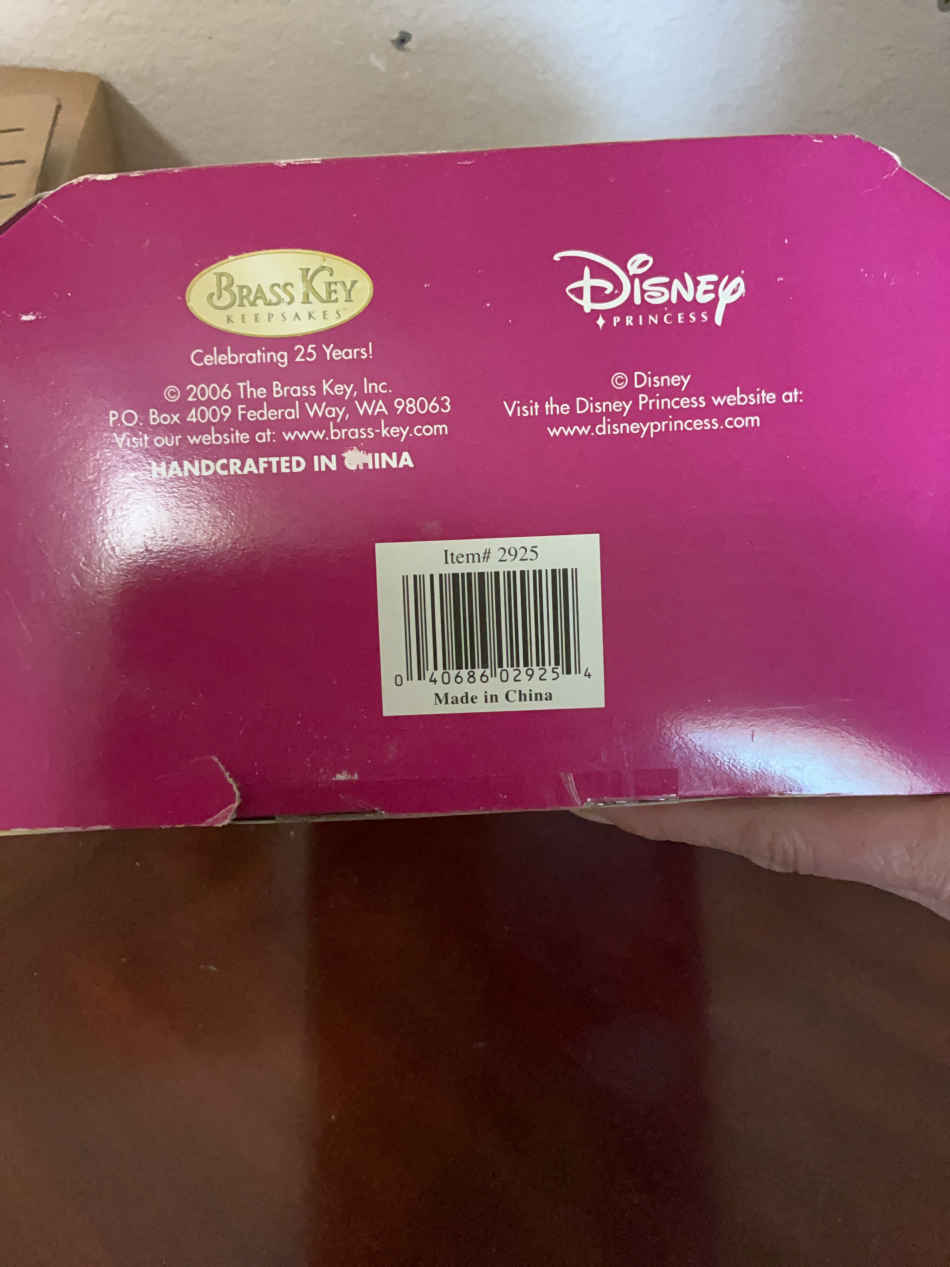 BRASS KEY
KEEPSAKES
Celebrating 25 Years!
© 2006 The Brass Key, Inc.
P.O. Box 4009 Federal Way, WA 98063
Visit our website at: www.brass-key.com
HANDCRAFTED IN CHINA
Disney
PRINCESS
© Disney
Visit the Disney Princess website at:
www.disneyprincess.com
Item# 2925
0 40686 02925 4
Made in China